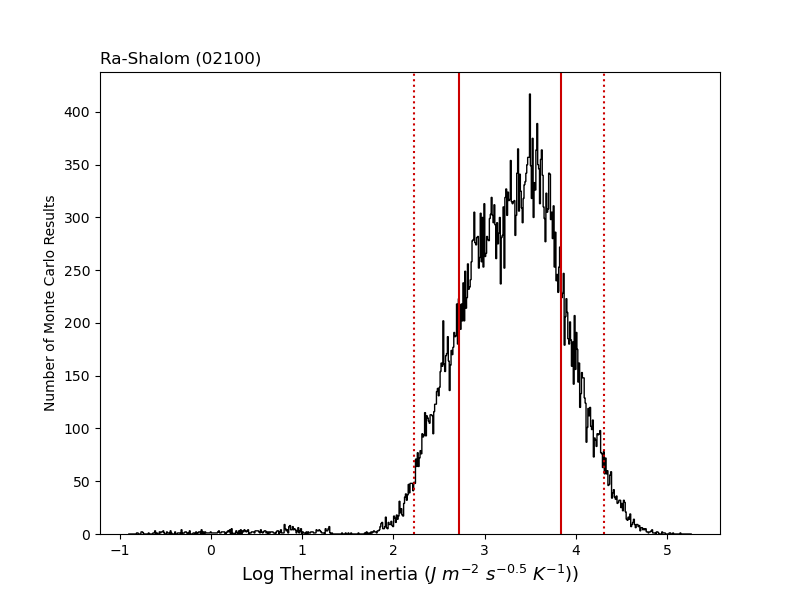 Ra-Shalom (02100)
400
350
300
250
200
150
100
50
0
Number of Monte Carlo Results
−1 0 1 2 3 4 5
Log Thermal inertia (J m⁻² s⁻⁰·⁵ K⁻¹))